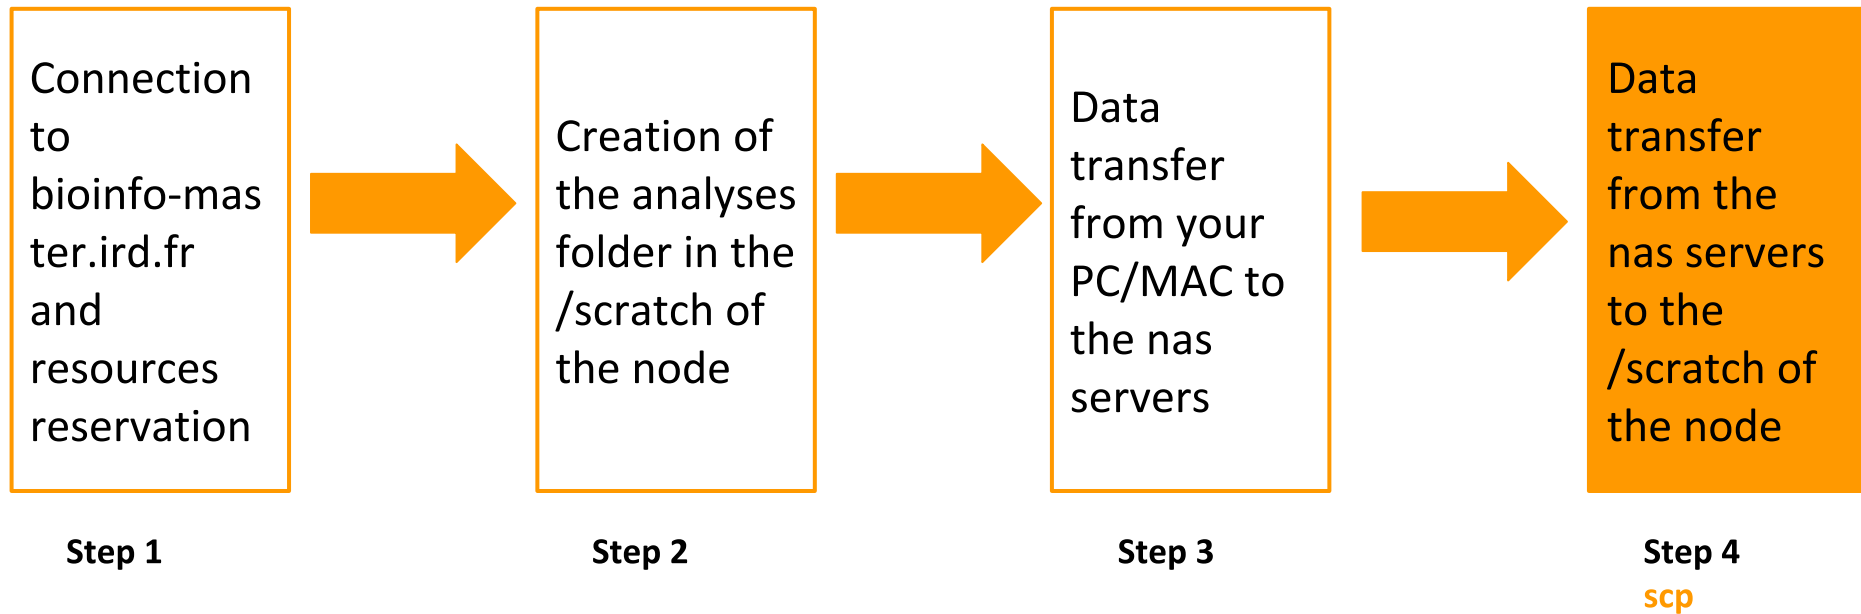 Connection
to
bioinfo-mas
ter.ird.fr
and
resources
reservation
Creation of
the analyses
folder in the
/scratch of
the node
Data
transfer
from your
PC/MAC to
the nas
servers
Data
transfer
from the
nas servers
to the
/scratch of
the node
Step 1
Step 2
Step 3
Step 4
scp